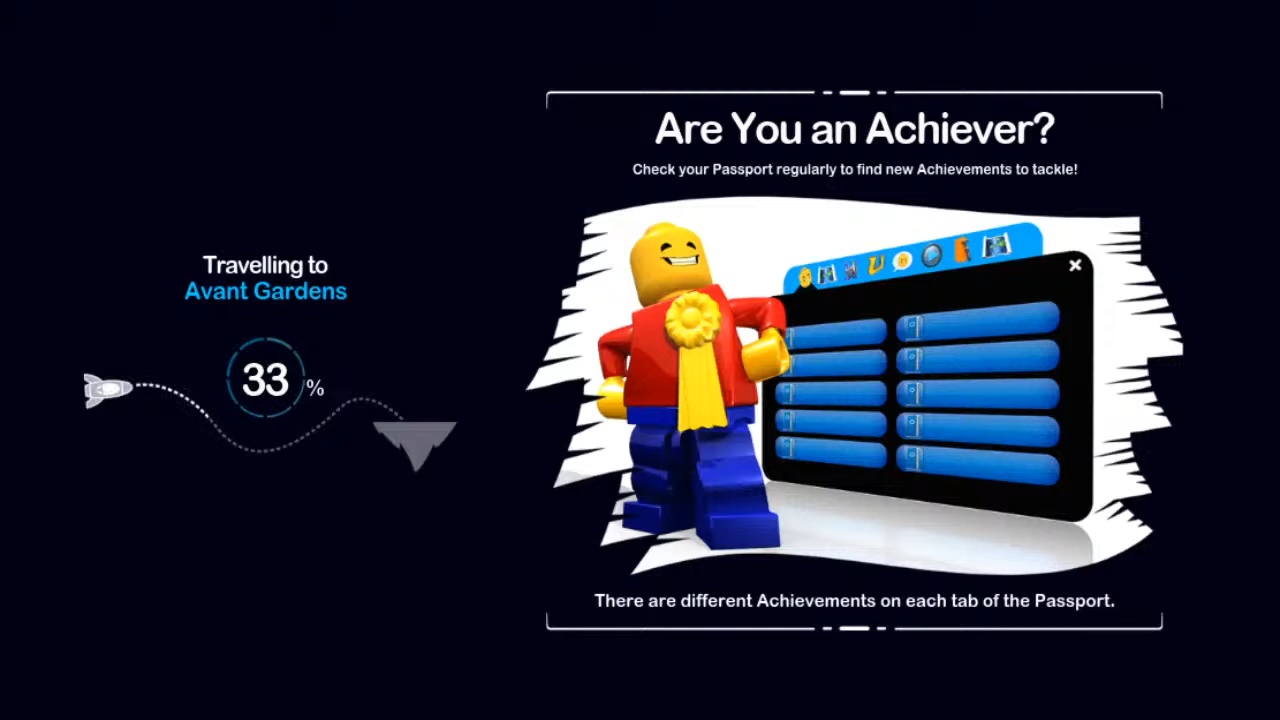 Are You an Achiever?
Check your Passport regularly to find new Achievements to tackle!
Travelling to
Avant Gardens
33 %
There are different Achievements on each tab of the Passport.